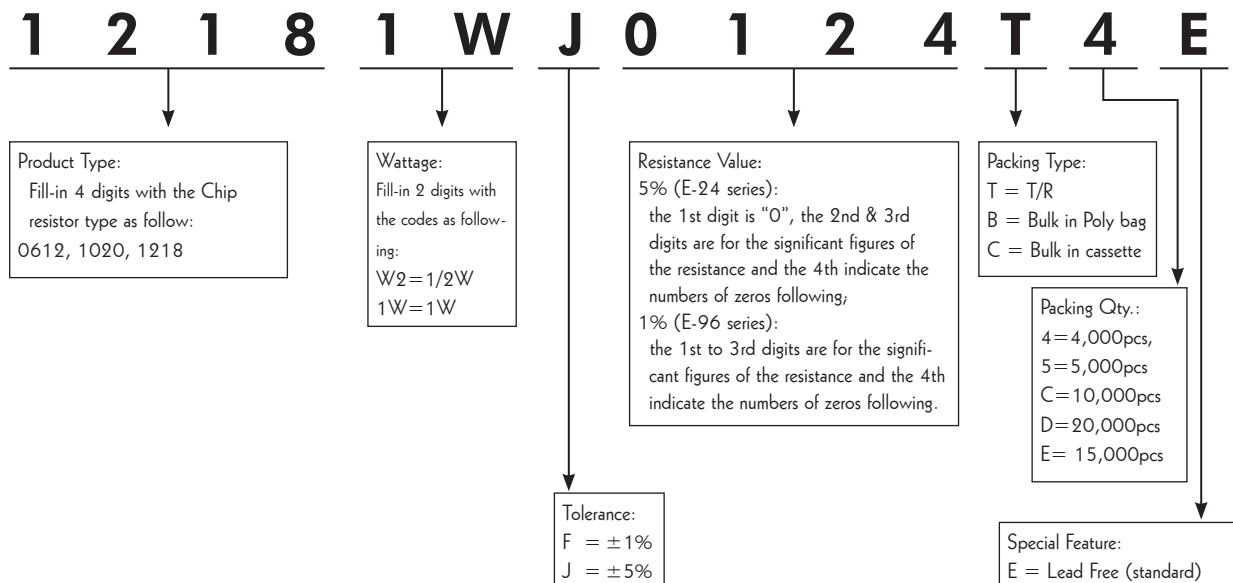 1 2 1 8 1 W J 0 1 2 4 T 4 E
Product Type:
Fill-in 4 digits with the Chip
resistor type as follow:
0612, 1020, 1218
Wattage:
Fill-in 2 digits with
the codes as follow-
ing:
W2=1/2W
1W=1W
Resistance Value:
5% (E-24 series):
the 1st digit is “0”, the 2nd & 3rd
digits are for the significant figures of
the resistance and the 4th indicate the
numbers of zeros following;
1% (E-96 series):
the 1st to 3rd digits are for the signifi-
cant figures of the resistance and the 4th
indicate the numbers of zeros following.
Packing Type:
T = T/R
B = Bulk in Poly bag
C = Bulk in cassette
Packing Qty.:
4=4,000pcs,
5=5,000pcs
C=10,000pcs
D=20,000pcs
E= 15,000pcs
Tolerance:
F = ±1%
J = ±5%
Special Feature:
E = Lead Free (standard)